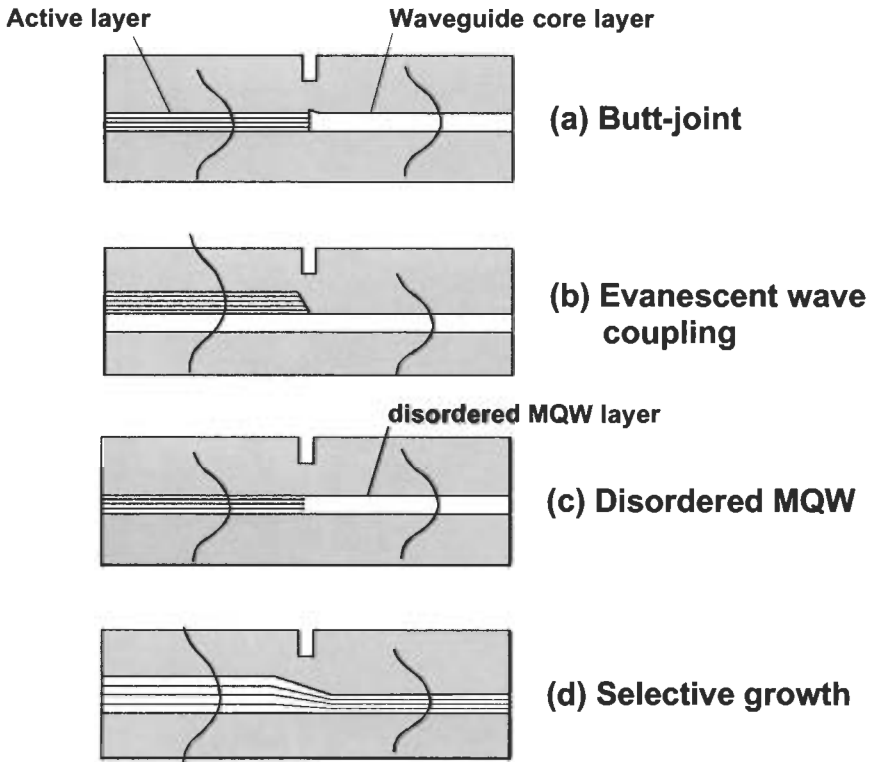 Active layer
Waveguide core layer
(a) Butt-joint
(b) Evanescent wave
coupling
disordered MQW layer
(c) Disordered MQW
(d) Selective growth